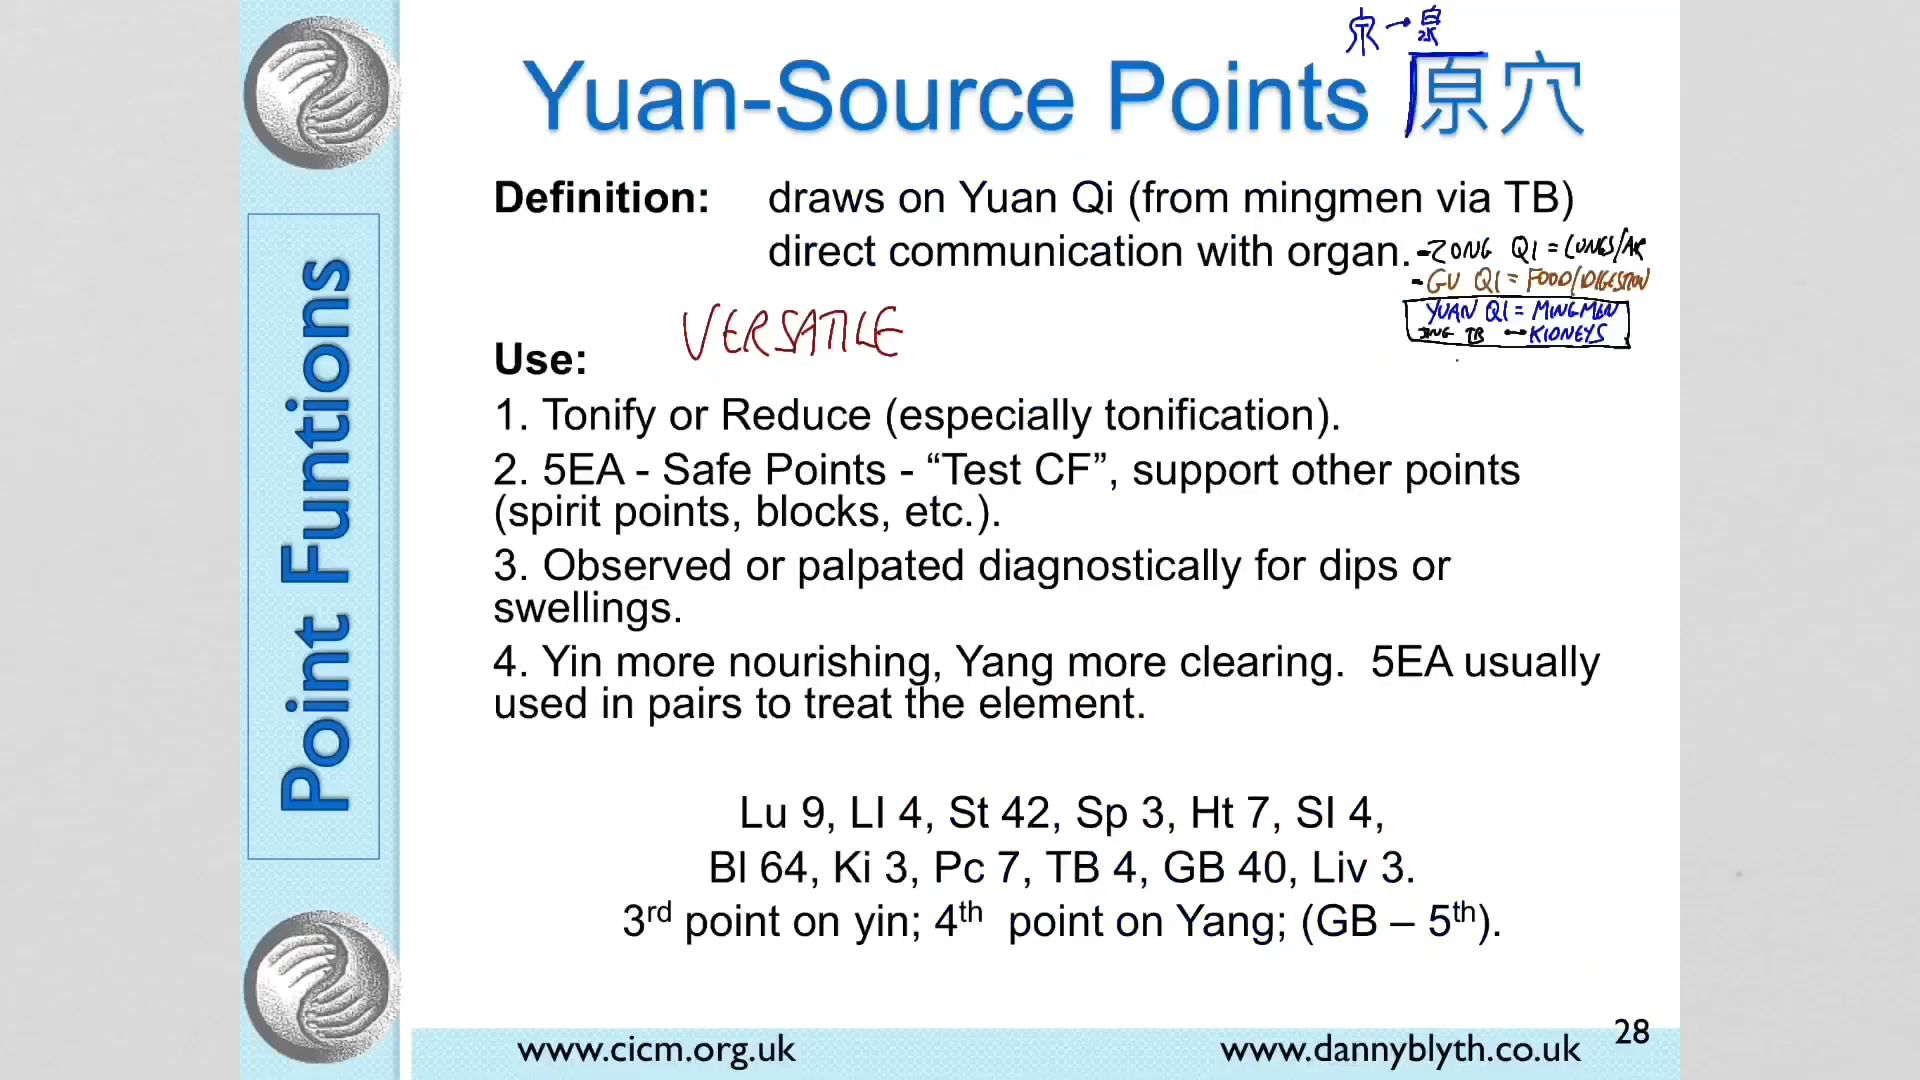 泉 → 泉
Yuan-Source Points 原穴
Definition: draws on Yuan Qi (from mingmen via TB)
direct communication with organ.
-ZONG QI = LUNGS/AIR
-GU QI = FOOD/DIGESTION
YUAN QI = MINGMEN
JING TB ↔ KIDNEYS
VERSATILE
Use:
1. Tonify or Reduce (especially tonification).
2. 5EA - Safe Points - “Test CF”, support other points
(spirit points, blocks, etc.).
3. Observed or palpated diagnostically for dips or
swellings.
4. Yin more nourishing, Yang more clearing. 5EA usually
used in pairs to treat the element.
Lu 9, LI 4, St 42, Sp 3, Ht 7, SI 4,
Bl 64, Ki 3, Pc 7, TB 4, GB 40, Liv 3.
3rd point on yin; 4th point on Yang; (GB – 5th).
Point Funtions
www.cicm.org.uk
www.dannyblyth.co.uk
28